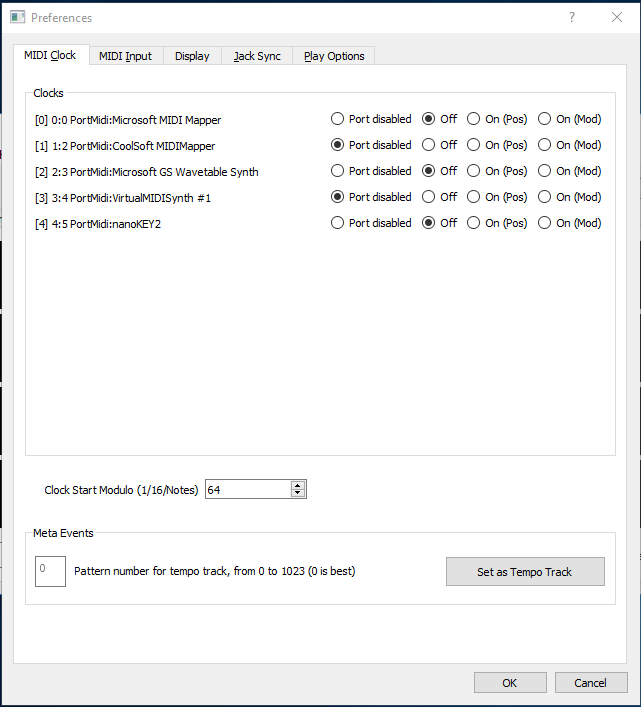 Preferences
MIDI Clock MIDI Input Display Jack Sync Play Options
Clocks
[0] 0:0 PortMidi:Microsoft MIDI Mapper Port disabled Off On (Pos) On (Mod)
[1] 1:2 PortMidi:CoolSoft MIDIMapper Port disabled Off On (Pos) On (Mod)
[2] 2:3 PortMidi:Microsoft GS Wavetable Synth Port disabled Off On (Pos) On (Mod)
[3] 3:4 PortMidi:VirtualMIDISynth #1 Port disabled Off On (Pos) On (Mod)
[4] 4:5 PortMidi:nanoKEY2 Port disabled Off On (Pos) On (Mod)
Clock Start Modulo (1/16/Notes) 64
Meta Events
0 Pattern number for tempo track, from 0 to 1023 (0 is best) Set as Tempo Track
OK Cancel